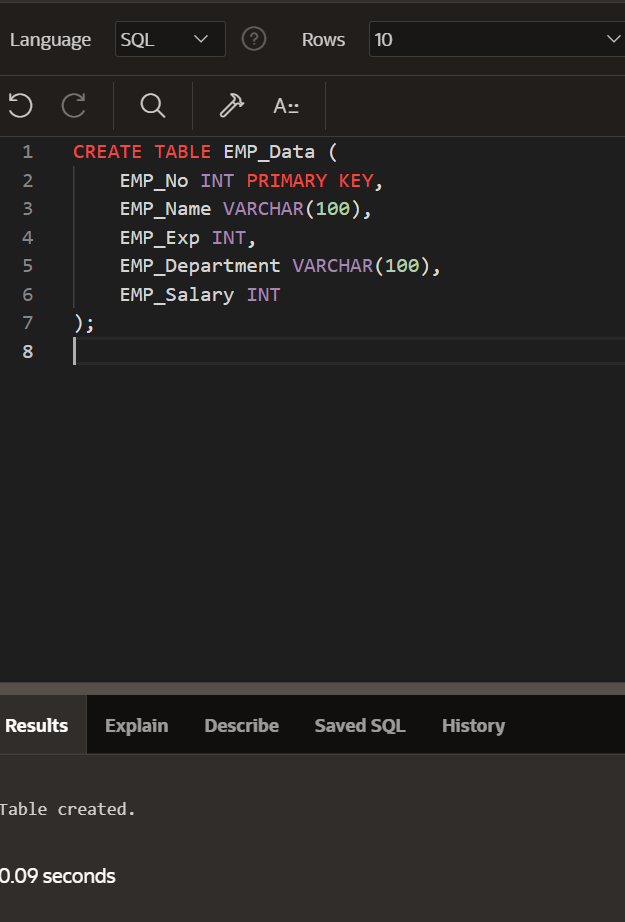 Language SQL ? Rows 10
A::
1 CREATE TABLE EMP_Data (
2 EMP_No INT PRIMARY KEY,
3 EMP_Name VARCHAR(100),
4 EMP_Exp INT,
5 EMP_Department VARCHAR(100),
6 EMP_Salary INT
7 );
8
Results Explain Describe Saved SQL History
Table created.
0.09 seconds